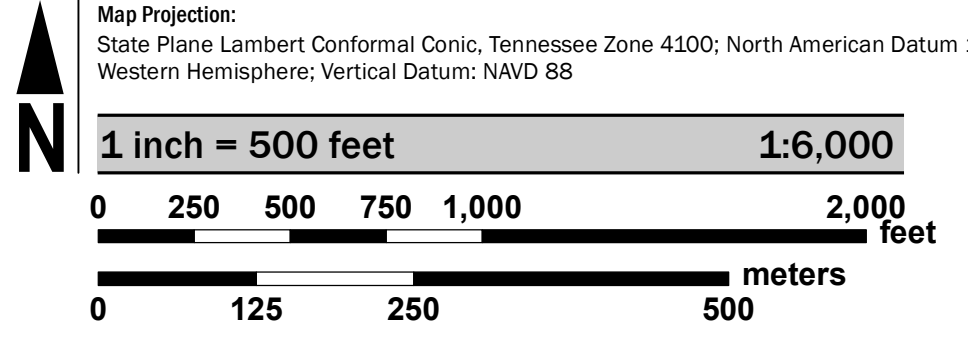 Map Projection:
State Plane Lambert Conformal Conic, Tennessee Zone 4100; North American Datum
Western Hemisphere; Vertical Datum: NAVD 88
N
1 inch = 500 feet 1:6,000
0 250 500 750 1,000 2,000
feet
meters
0 125 250 500